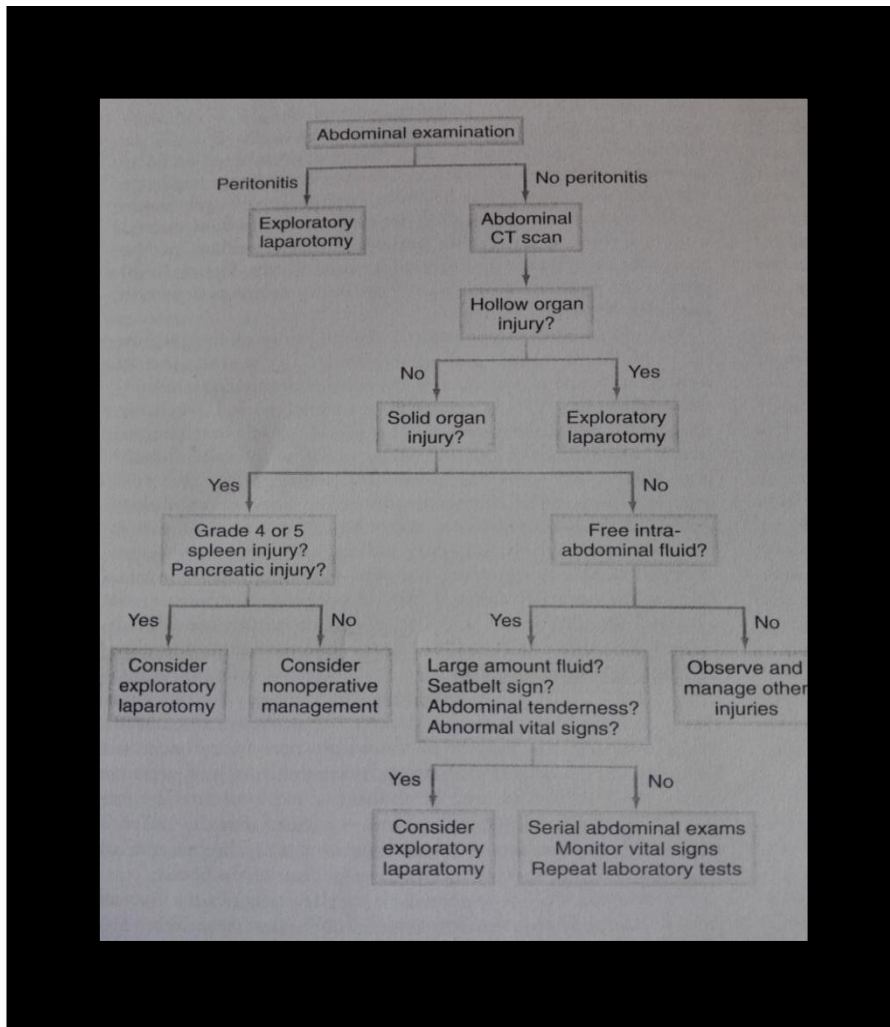 Abdominal examination
Peritonitis
No peritonitis
Exploratory
laparotomy
Abdominal
CT scan
Hollow organ
injury?
No
Yes
Solid organ
injury?
Exploratory
laparotomy
Yes
No
Grade 4 or 5
spleen injury?
Pancreatic injury?
Free intra-
abdominal fluid?
Yes
No
Yes
No
Consider
exploratory
laparotomy
Consider
nonoperative
management
Large amount fluid?
Seatbelt sign?
Abdominal tenderness?
Abnormal vital signs?
Observe and
manage other
injuries
Yes
No
Consider
exploratory
laparatomy
Serial abdominal exams
Monitor vital signs
Repeat laboratory tests